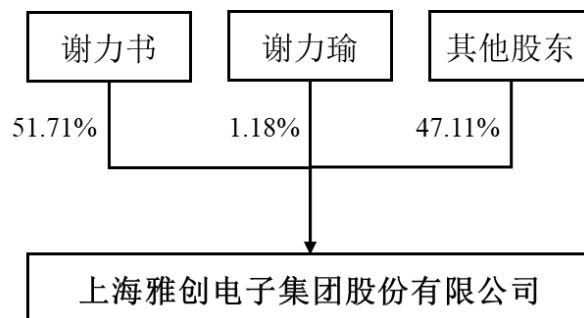 谢力书
谢力瑜
其他股东
51.71%
1.18%
47.11%
上海雅创电子集团股份有限公司